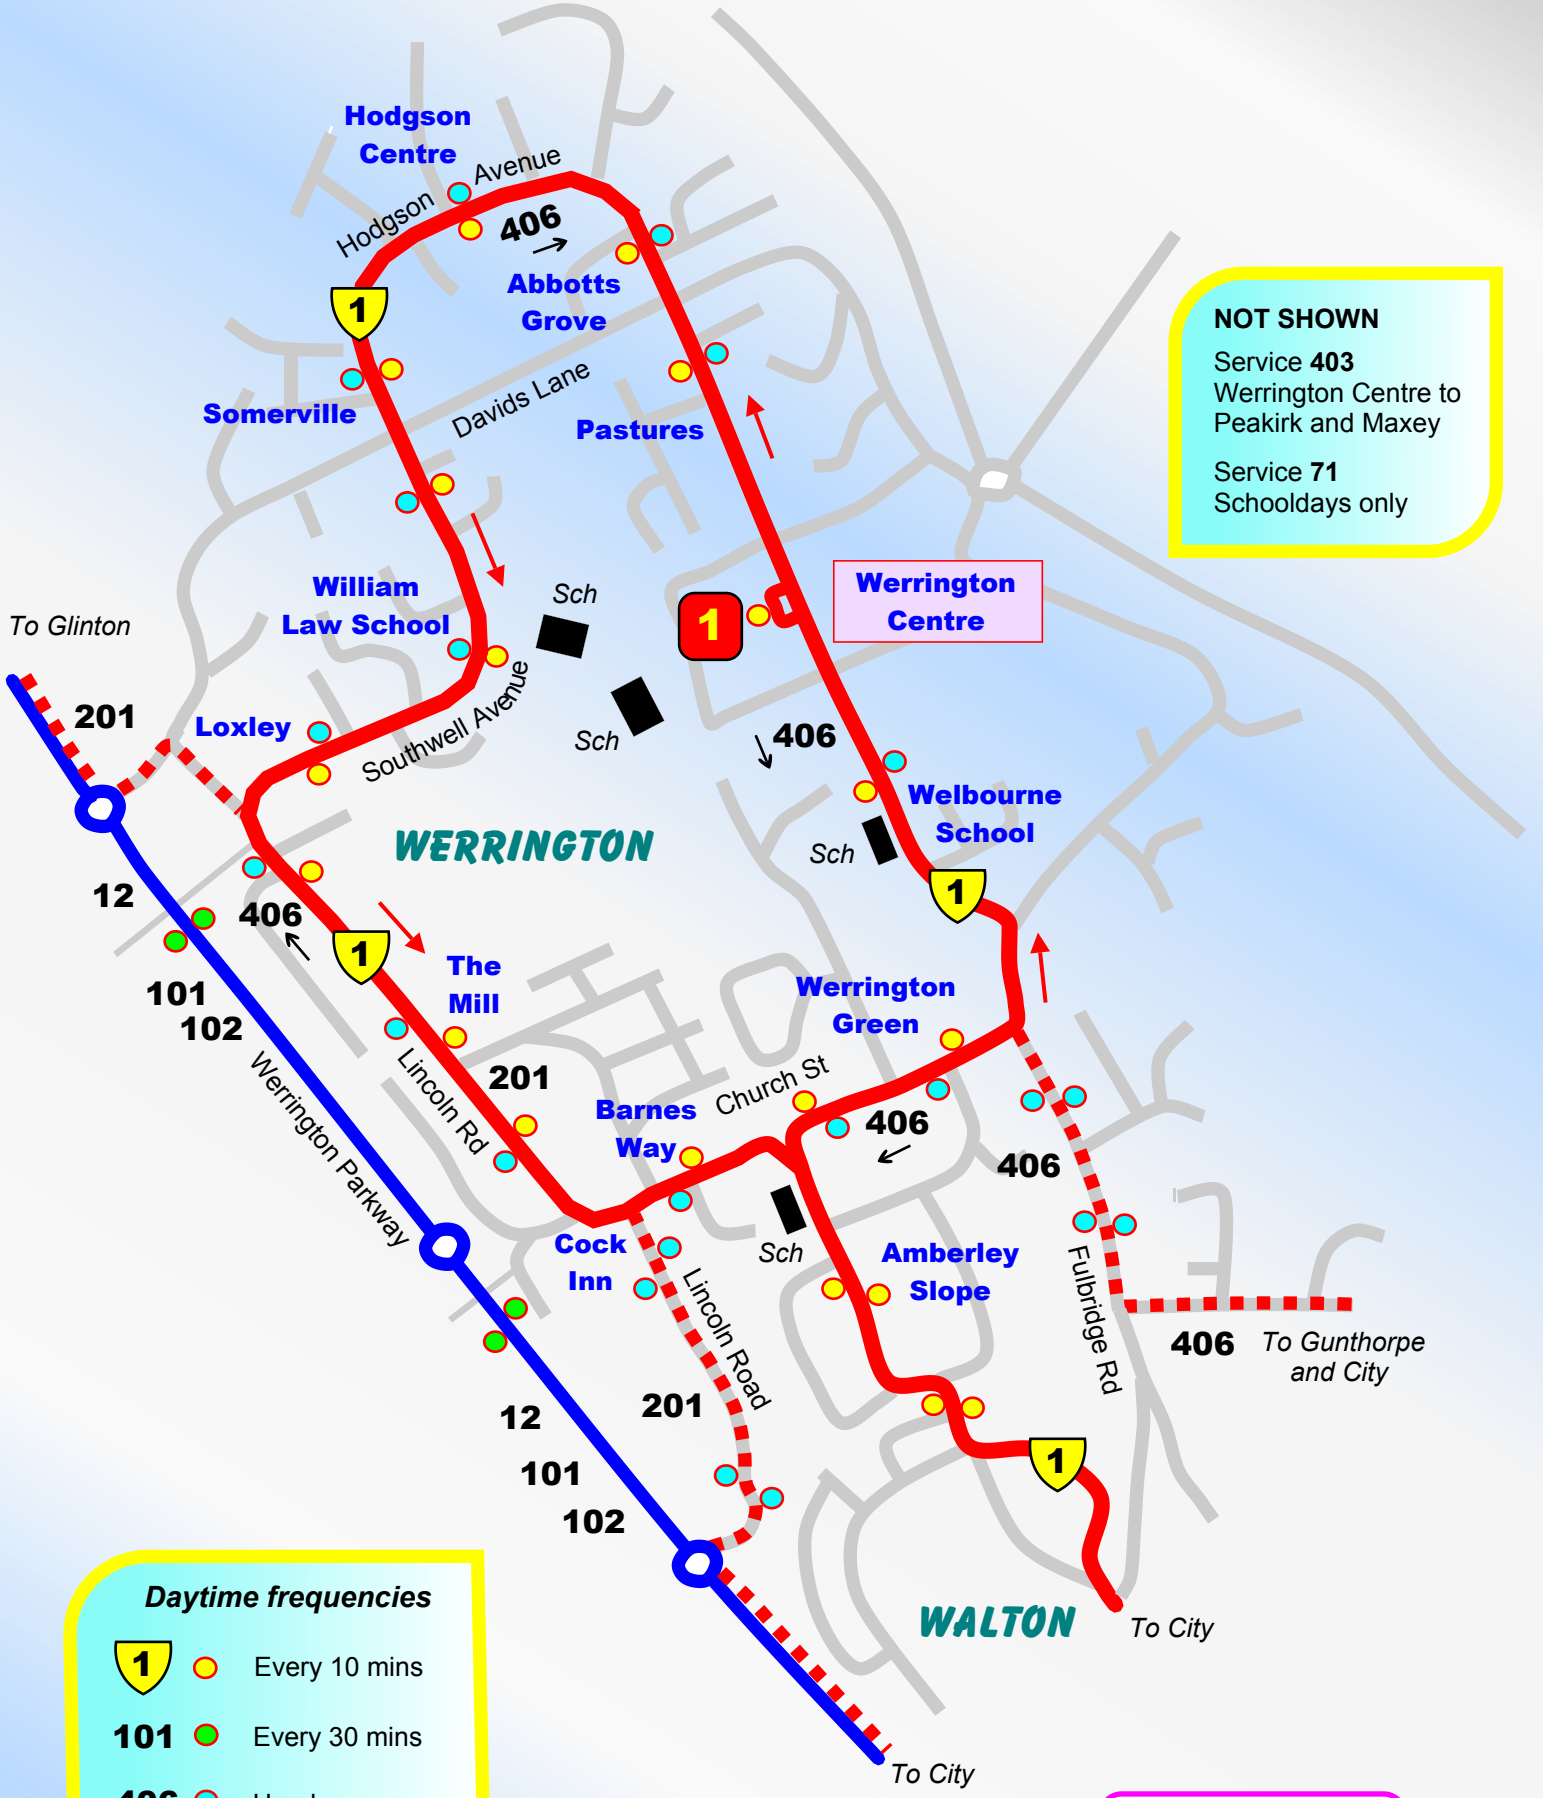 Hodgson
Centre
Hodgson
Avenue
406
Abbotts
Grove
1
Somerville
Davids Lane
Pastures
NOT SHOWN
Service 403
Werrington Centre to
Peakirk and Maxey
Service 71
Schooldays only
William
Law School
Sch
Werrington
Centre
1
To Glinton
201
Loxley
Southwell Avenue
Sch
406
Welbourne
School
WERRINGTON
Sch
1
12
406
1
The
Mill
101
102
Werrington
Green
Werrington Parkway
Lincoln Rd
201
Barnes
Way
Church St
406
406
Cock
Inn
Sch
Amberley
Slope
Lincoln Road
Fulbridge Rd
406
To Gunthorpe
and City
12
201
101
102
1
Daytime frequencies
1 Every 10 mins
101 Every 30 mins
WALTON
To City
To City